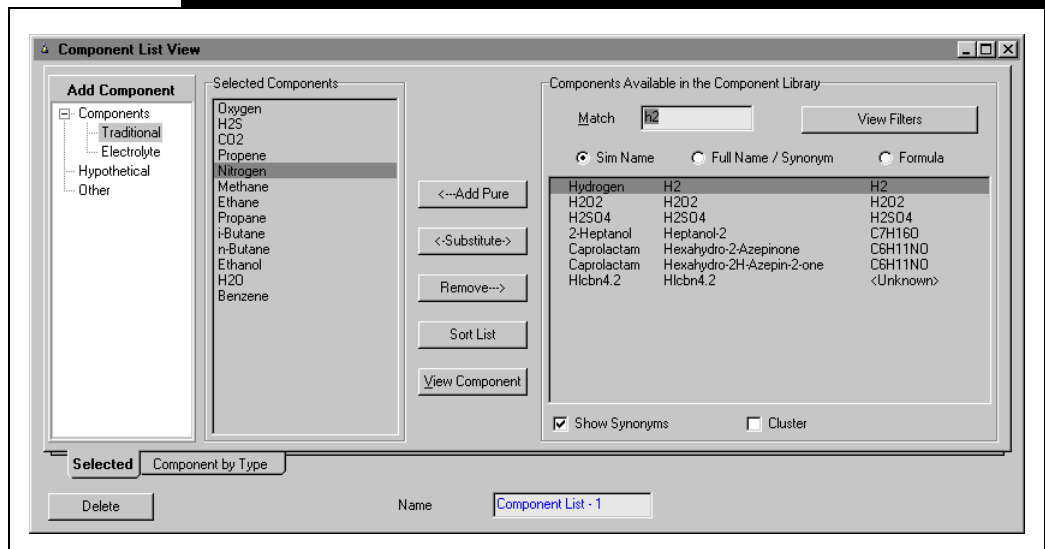 Component List View
Add Component
Components
Traditional
Electrolyte
Hypothetical
Other
Selected Components
Oxygen
H2S
CO2
Propene
Nitrogen
Methane
Ethane
Propane
i-Butane
n-Butane
Ethanol
H2O
Benzene
<---Add Pure
<-Substitute->
Remove--->
Sort List
View Component
Components Available in the Component Library
Match h2 View Filters
Sim Name Full Name / Synonym Formula
Hydrogen H2 H2
H2O2 H2O2 H2O2
H2SO4 H2SO4 H2SO4
2-Heptanol Heptanol-2 C7H16O
Caprolactam Hexahydro-2-Azepinone C6H11NO
Caprolactam Hexahydro-2H-Azepin-2-one C6H11NO
Hlcbn4.2 Hlcbn4.2 <Unknown>
Show Synonyms Cluster
Selected Component by Type
Delete Name Component List - 1